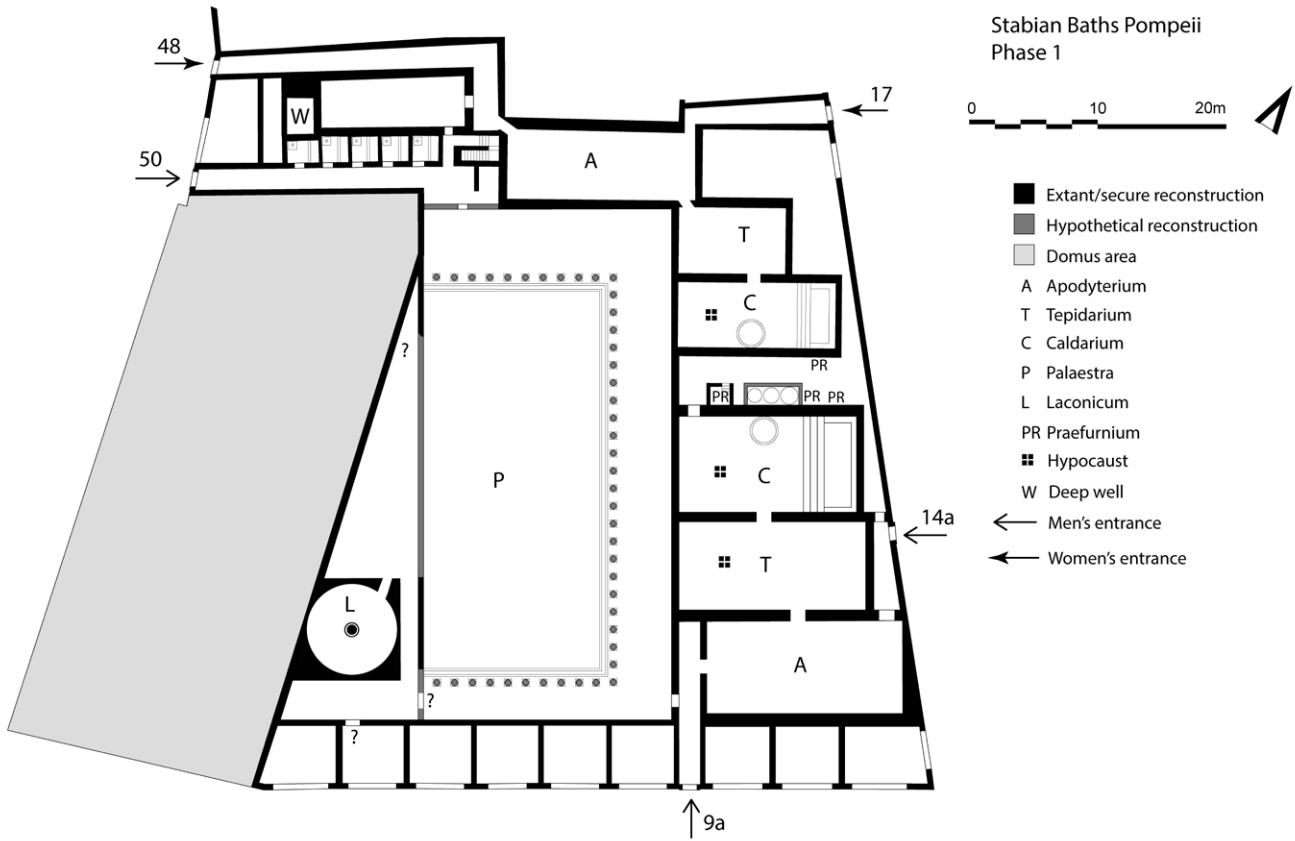 Stabian Baths Pompeii
Phase 1
0 10 20m
Extant/secure reconstruction
Hypothetical reconstruction
Domus area
A Apodyterium
T Tepidarium
C Caldarium
P Palaestra
L Laconicum
PR Praefurnium
Hypocaust
W Deep well
Men's entrance
Women's entrance
48
17
W
A
50
T
C
?
PR
PR PR PR
P
C
14a
T
L
A
?
?
9a